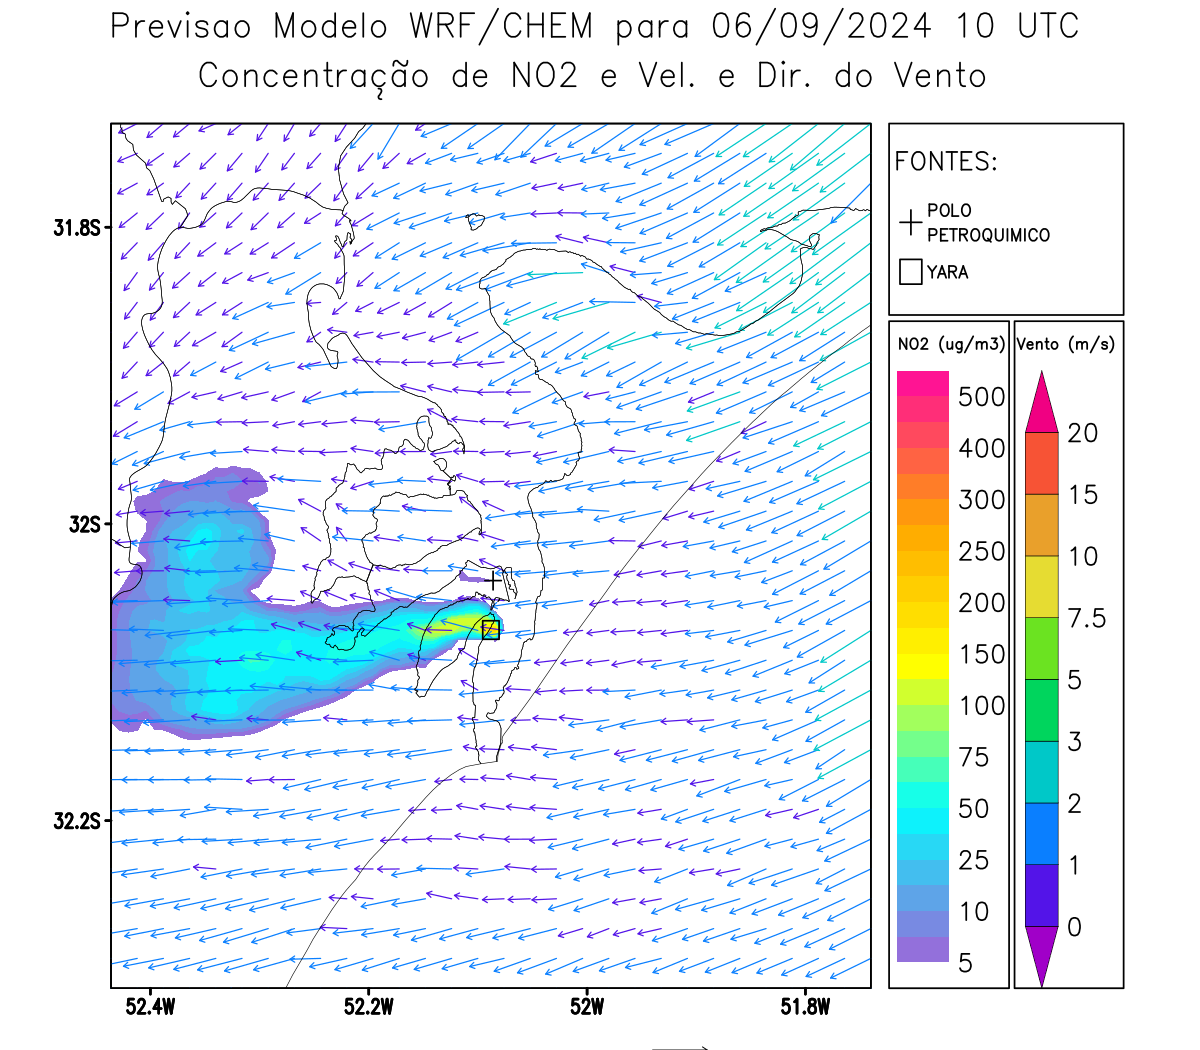 Previsao Modelo WRF/CHEM para 06/09/2024 10 UTC
Concentração de NO2 e Vel. e Dir. do Vento
FONTES:
POLO
PETROQUIMICO
YARA
NO2 (ug/m3)
500
400
300
250
200
150
100
75
50
25
10
5
Vento (m/s)
20
15
10
7.5
5
3
2
1
0
31.8S
32S
32.2S
52.4W
52.2W
52W
51.8W